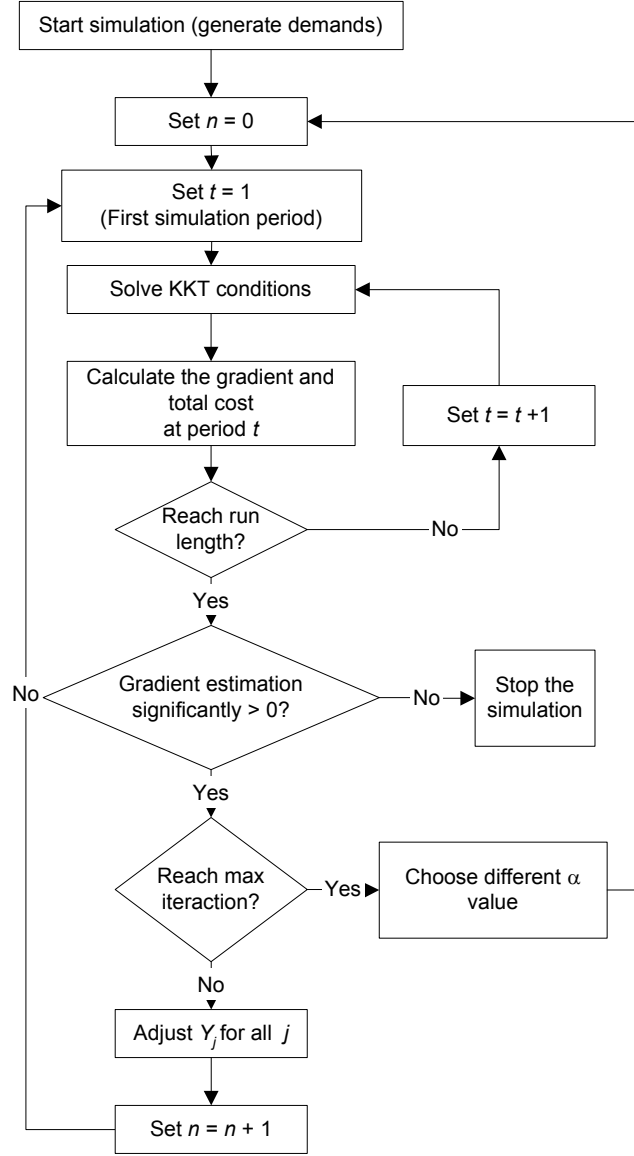 Start simulation (generate demands)
Set n = 0
Set t = 1
(First simulation period)
Solve KKT conditions
Calculate the gradient and
total cost
at period t
Set t = t +1
Reach run
length?
No
Yes
No
Gradient estimation
significantly > 0?
No
Stop the
simulation
Yes
Reach max
iteraction?
Yes
Choose different α
value
No
Adjust Yj for all j
Set n = n + 1